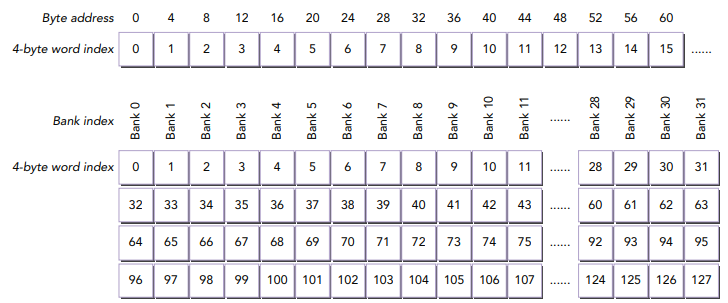 Byte address 0 4 8 12 16 20 24 28 32 36 40 44 48 52 56 60
4-byte word index 0 1 2 3 4 5 6 7 8 9 10 11 12 13 14 15 ......
Bank index Bank 0 Bank 1 Bank 2 Bank 3 Bank 4 Bank 5 Bank 6 Bank 7 Bank 8 Bank 9 Bank 10 Bank 11 ...... Bank 28 Bank 29 Bank 30 Bank 31
4-byte word index 0 1 2 3 4 5 6 7 8 9 10 11 ...... 28 29 30 31
32 33 34 35 36 37 38 39 40 41 42 43 ...... 60 61 62 63
64 65 66 67 68 69 70 71 72 73 74 75 ...... 92 93 94 95
96 97 98 99 100 101 102 103 104 105 106 107 ...... 124 125 126 127